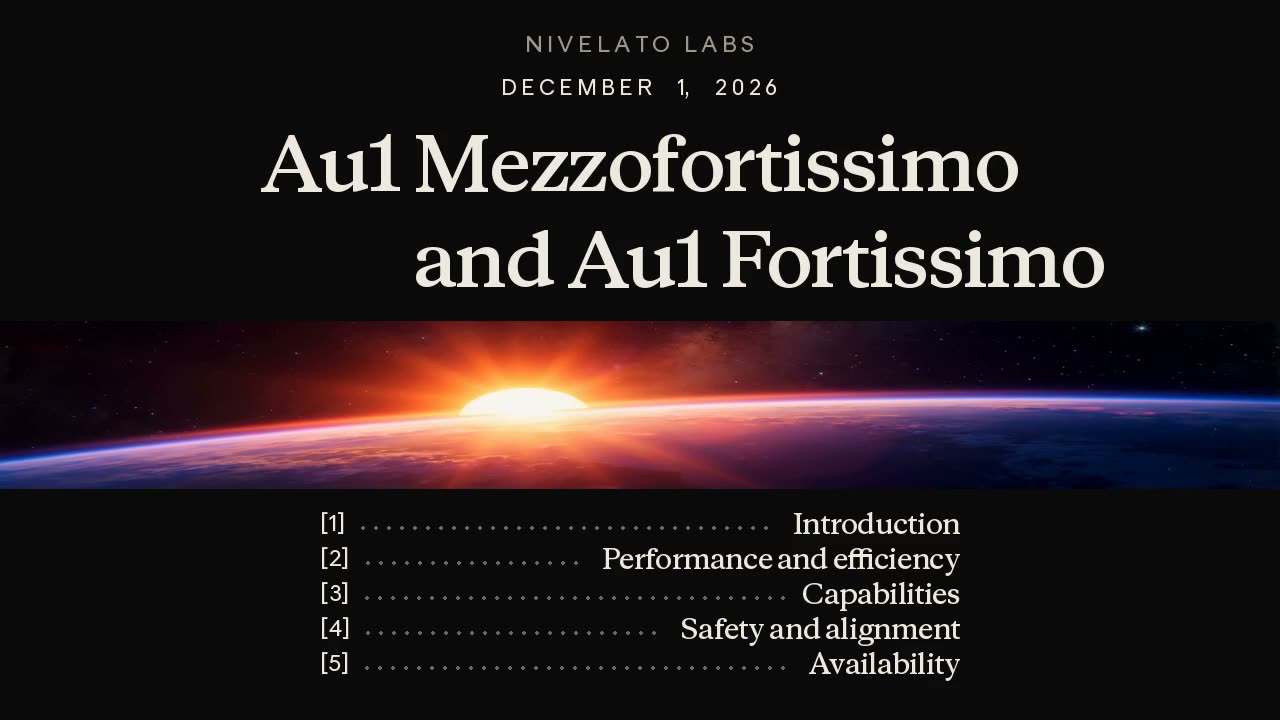 NIVELATO LABS
DECEMBER 1, 2026
Au1 Mezzofortissimo
and Au1 Fortissimo
[1] Introduction
[2] Performance and efficiency
[3] Capabilities
[4] Safety and alignment
[5] Availability